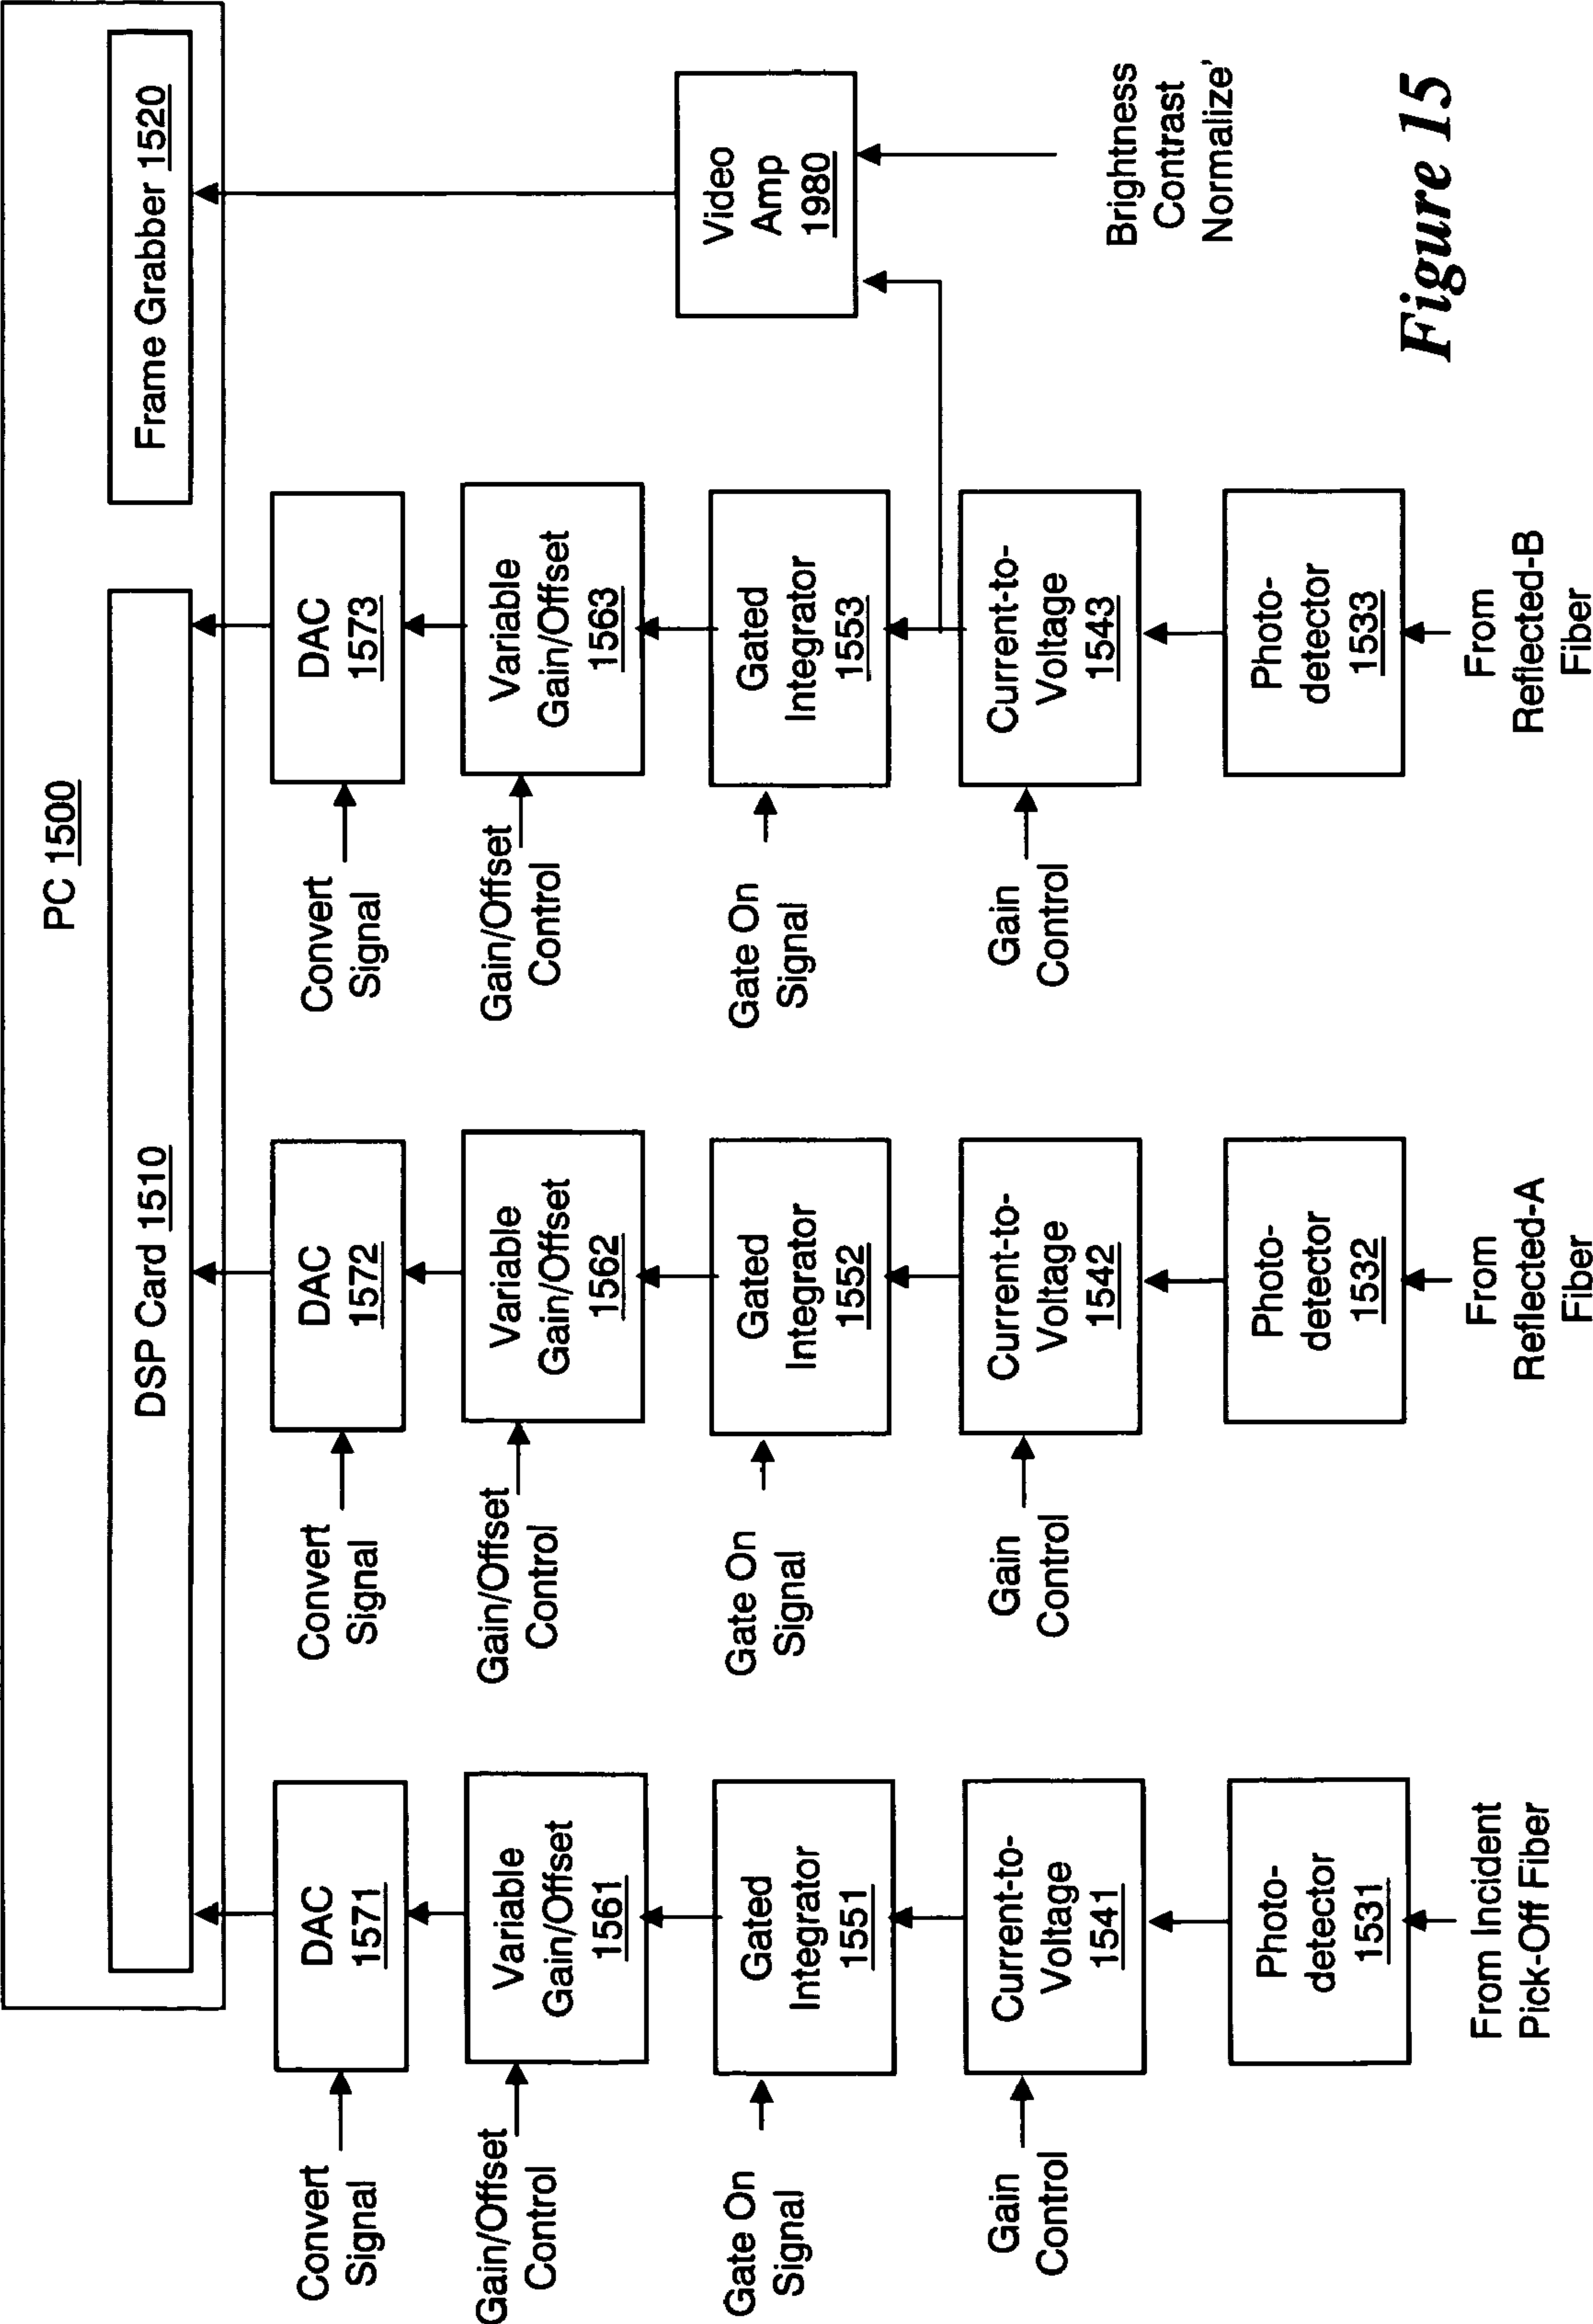 PC 1500
DSP Card 1510
Frame Grabber 1520
Convert
Signal
DAC
1571
Convert
Signal
DAC
1572
Convert
Signal
DAC
1573
Gain/Offset
Control
Variable
Gain/Offset
1561
Gain/Offset
Control
Variable
Gain/Offset
1562
Gain/Offset
Control
Variable
Gain/Offset
1563
Gate On
Signal
Gated
Integrator
1551
Gate On
Signal
Gated
Integrator
1552
Gate On
Signal
Gated
Integrator
1553
Video
Amp
1980
Gain
Control
Current-to-
Voltage
1541
Gain
Control
Current-to-
Voltage
1542
Gain
Control
Current-to-
Voltage
1543
Brightness
Contrast
Normalize'
Photo-
detector
1531
Photo-
detector
1532
Photo-
detector
1533
From Incident
Pick-Off Fiber
From
Reflected-A
Fiber
From
Reflected-B
Fiber
Figure 15